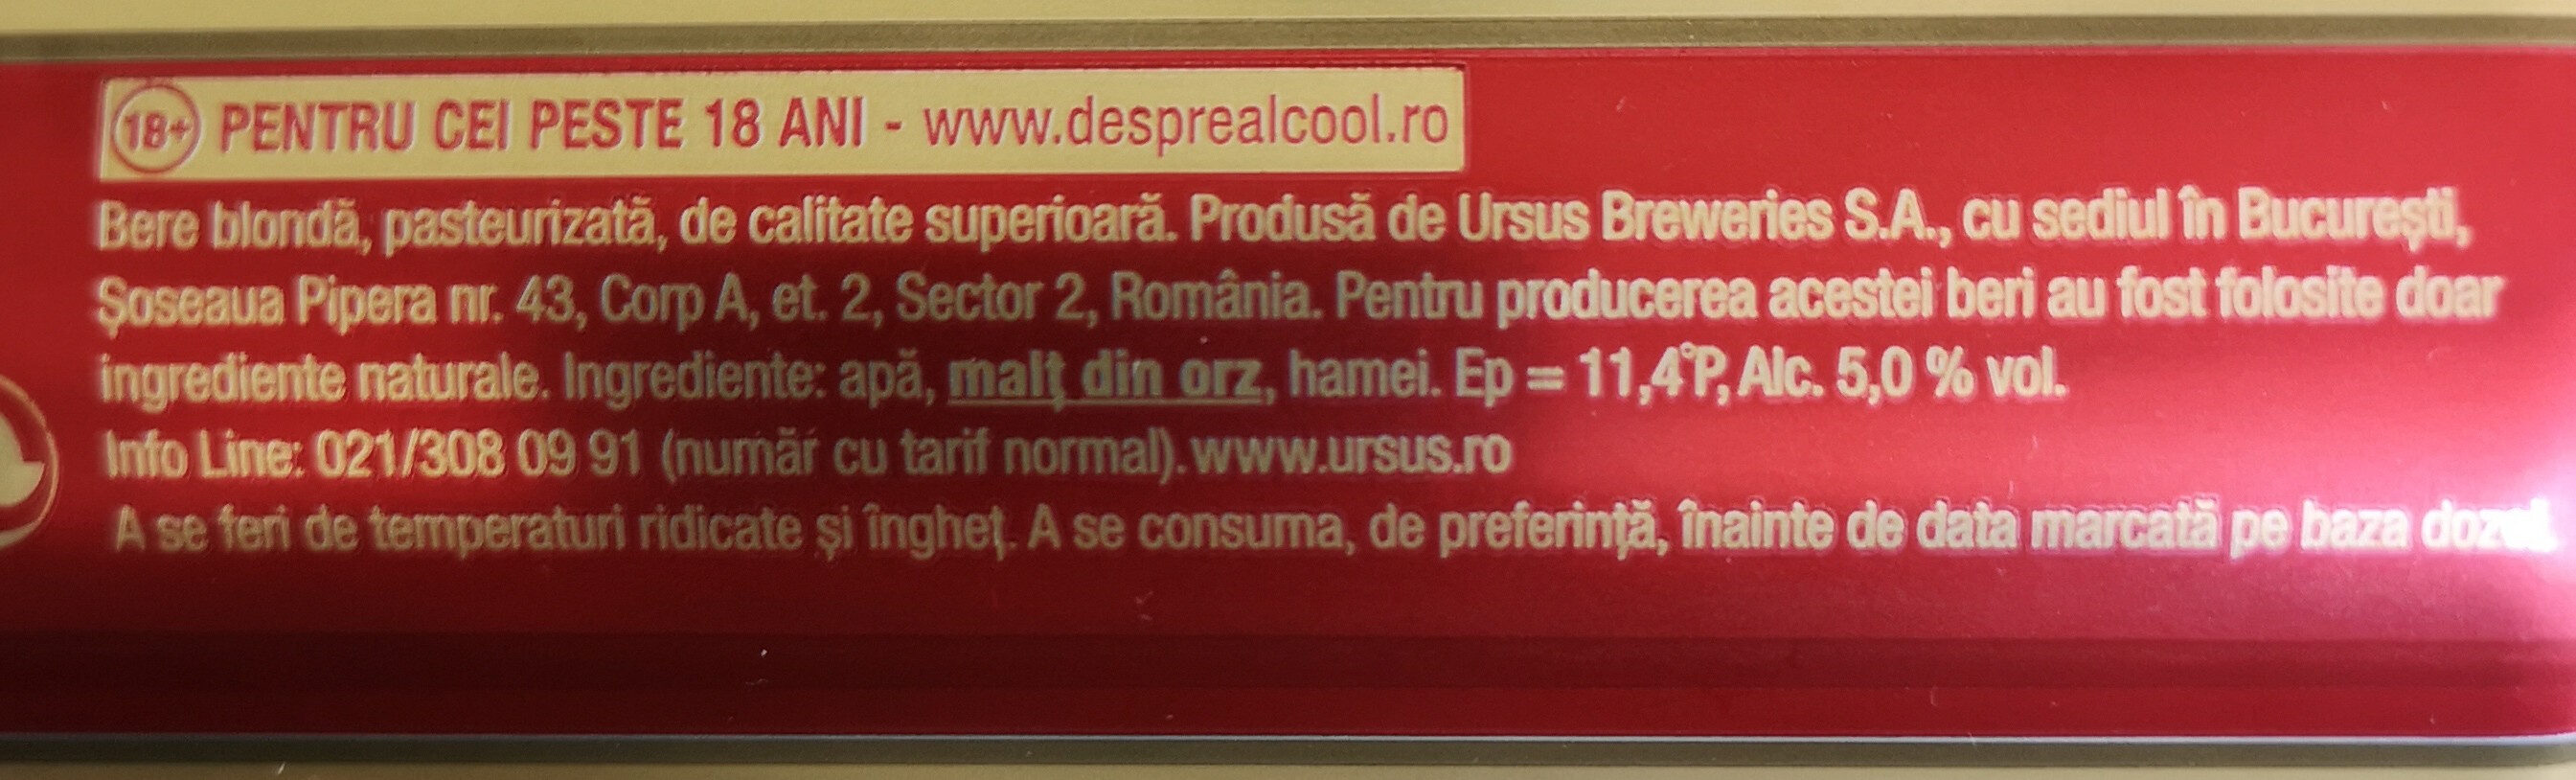 18+ PENTRU CEI PESTE 18 ANI - www.desprealcool.ro
Bere blondă, pasteurizată, de calitate superioară. Produsă de Ursus Breweries S.A., cu sediul în București,
Șoseaua Pipera nr. 43, Corp A, et. 2, Sector 2, România. Pentru producerea acestei beri au fost folosite doar
ingrediente naturale. Ingrediente: apă, malț din orz, hamei. Ep = 11,4°P, Alc. 5,0 % vol.
Info Line: 021/308 09 91 (număr cu tarif normal). www.ursus.ro
A se feri de temperaturi ridicate și îngheț. A se consuma, de preferință, înainte de data marcată pe baza dozei.